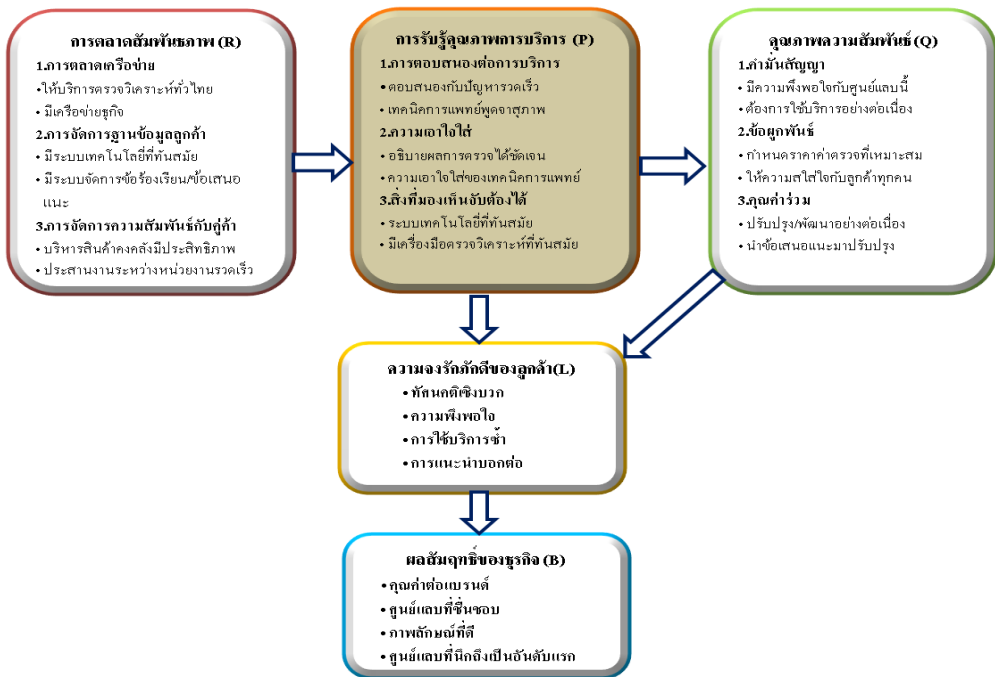 การตลาดสัมพันธภาพ (R)
1.การตลาดเครือข่าย
• ให้บริการตรวจวิเคราะห์ทั่วไทย
• มีเครือข่ายธุรกิจ
2.การจัดการฐานข้อมูลลูกค้า
• มีระบบเทคโนโลยีที่ทันสมัย
• มีระบบจัดการข้อร้องเรียน/ข้อเสนอ
แนะ
3.การจัดการความสัมพันธ์กับคู่ค้า
• บริหารสินค้าคงคลังมีประสิทธิภาพ
• ประสานงานระหว่างหน่วยงานรวดเร็ว
การรับรู้คุณภาพการบริการ (P)
1.การตอบสนองต่อการบริการ
• ตอบสนองกับปัญหารวดเร็ว
• เทคนิคการแพทย์พูดจาสุภาพ
2.ความเอาใจใส่
• อธิบายผลการตรวจได้ชัดเจน
• ความเอาใจใส่ของเทคนิคการแพทย์
3.สิ่งที่มองเห็นจับต้องได้
• ระบบเทคโนโลยีที่ทันสมัย
• มีเครื่องมือตรวจวิเคราะห์ที่ทันสมัย
คุณภาพความสัมพันธ์ (Q)
1.คำมั่นสัญญา
• มีความพึงพอใจกับศูนย์แลบนี้
• ต้องการใช้บริการอย่างต่อเนื่อง
2.ข้อผูกพันธ์
• กำหนดราคาค่าตรวจที่เหมาะสม
• ให้ความสใส่ใจกับลูกค้าทุกคน
3.คุณค่าร่วม
• ปรับปรุง/พัฒนาอย่างต่อเนื่อง
• นำข้อเสนอแนะมาปรับปรุง
ความจงรักภักดีของลูกค้า(L)
• ทัศนคติเชิงบวก
• ความพึงพอใจ
• การใช้บริการซ้ำ
• การแนะนำบอกต่อ
ผลสัมฤทธิ์ของธุรกิจ (B)
• คุณค่าต่อแบรนด์
• ศูนย์แลบที่ชื่นชอบ
• ภาพลักษณ์ที่ดี
• ศูนย์แลบที่นึกถึงเป็นอันดับแรก